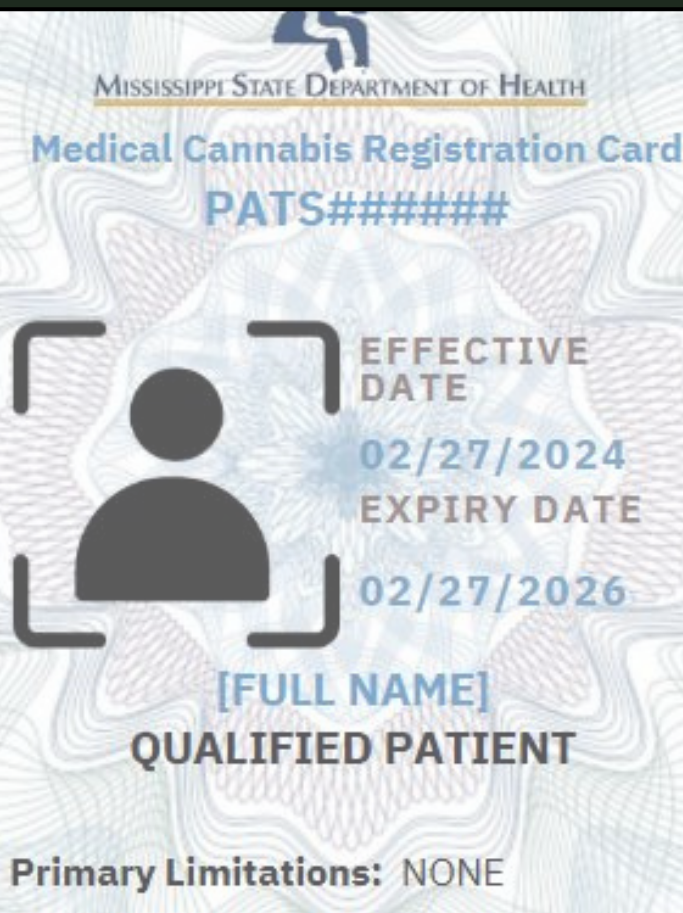 MISSISSIPPI STATE DEPARTMENT OF HEALTH
Medical Cannabis Registration Card
PATS######
EFFECTIVE
DATE
02/27/2024
EXPIRY DATE
02/27/2026
[FULL NAME]
QUALIFIED PATIENT
Primary Limitations: NONE